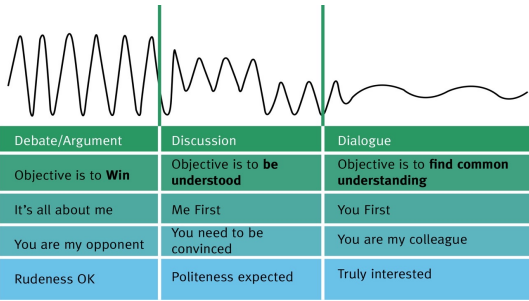 Debate/Argument
Discussion
Dialogue
Objective is to Win
Objective is to be
understood
Objective is to find common
understanding
It's all about me
Me First
You First
You are my opponent
You need to be
convinced
You are my colleague
Rudeness OK
Politeness expected
Truly interested